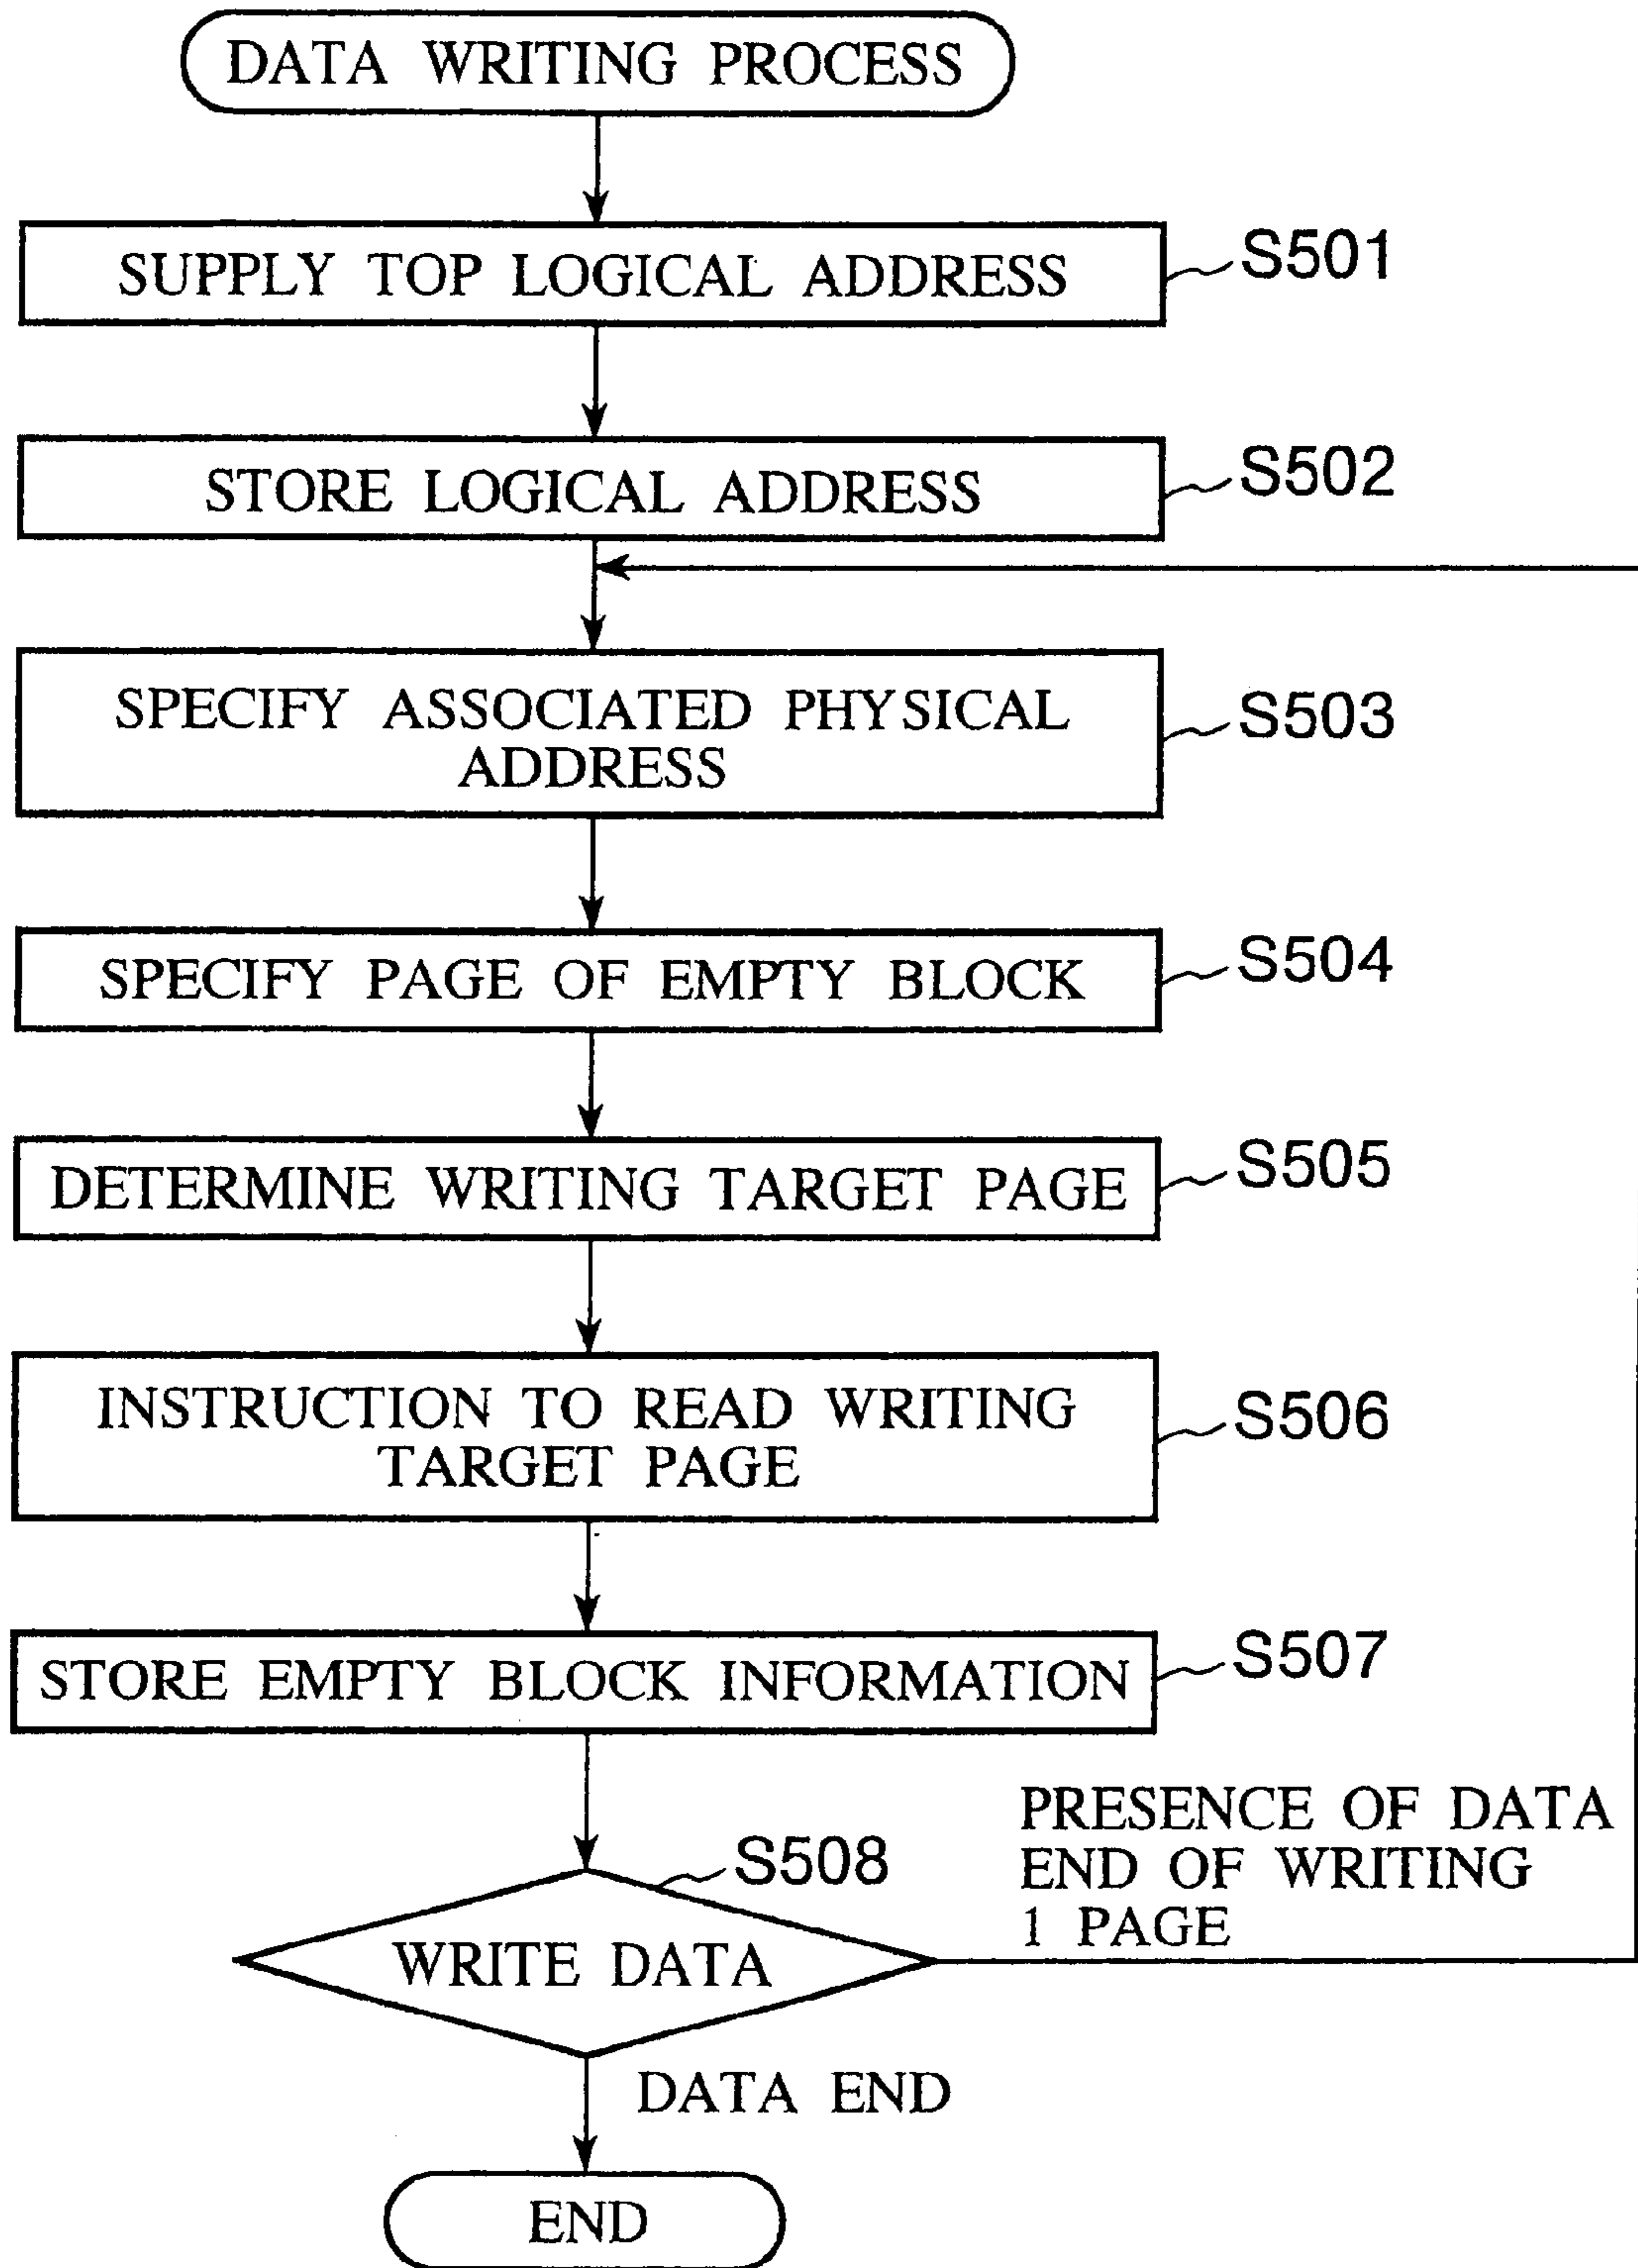 DATA WRITING PROCESS
SUPPLY TOP LOGICAL ADDRESS
S501
STORE LOGICAL ADDRESS
S502
SPECIFY ASSOCIATED PHYSICAL
ADDRESS
S503
SPECIFY PAGE OF EMPTY BLOCK
S504
DETERMINE WRITING TARGET PAGE
S505
INSTRUCTION TO READ WRITING
TARGET PAGE
S506
STORE EMPTY BLOCK INFORMATION
S507
S508
WRITE DATA
PRESENCE OF DATA
END OF WRITING
1 PAGE
DATA END
END